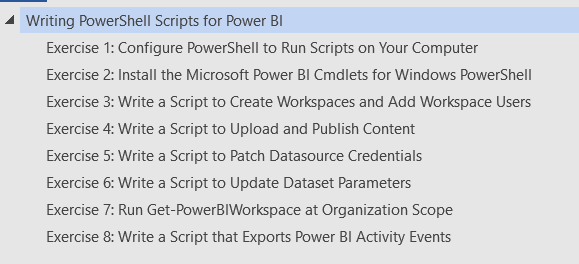 Writing PowerShell Scripts for Power BI
Exercise 1: Configure PowerShell to Run Scripts on Your Computer
Exercise 2: Install the Microsoft Power BI Cmdlets for Windows PowerShell
Exercise 3: Write a Script to Create Workspaces and Add Workspace Users
Exercise 4: Write a Script to Upload and Publish Content
Exercise 5: Write a Script to Patch Datasource Credentials
Exercise 6: Write a Script to Update Dataset Parameters
Exercise 7: Run Get-PowerBIWorkspace at Organization Scope
Exercise 8: Write a Script that Exports Power BI Activity Events